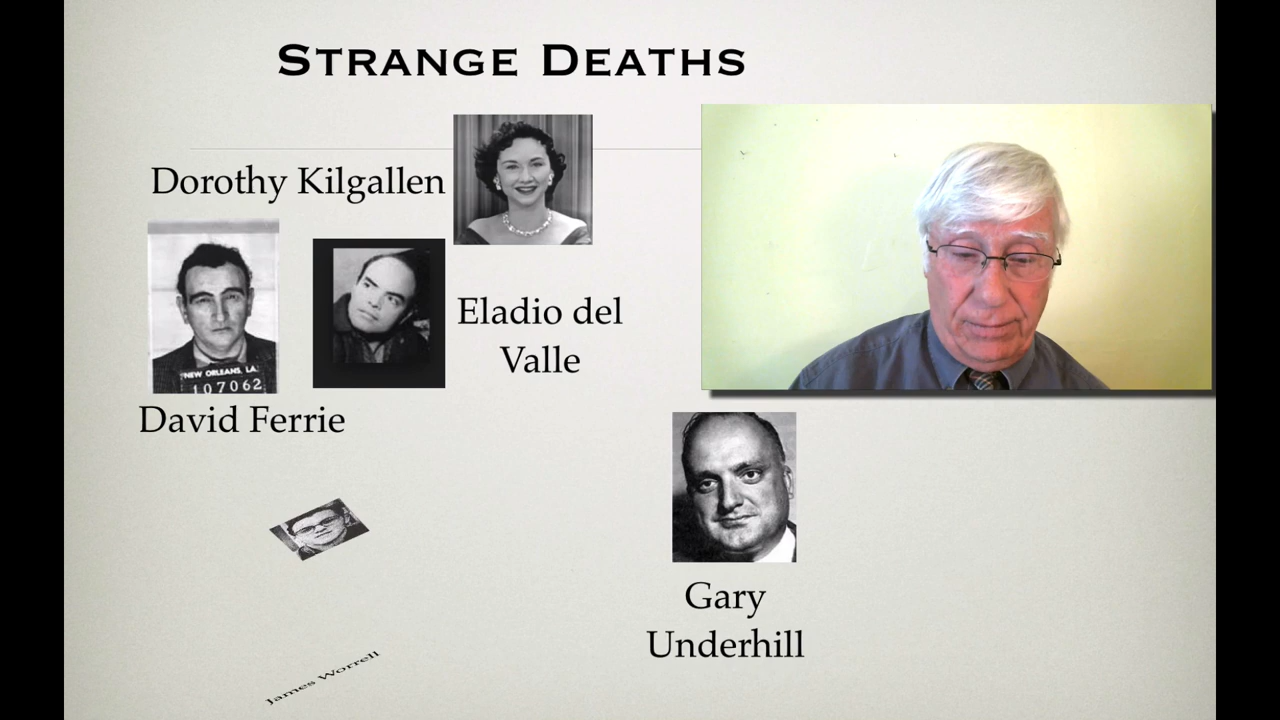 STRANGE DEATHS
Dorothy Kilgallen
NEW ORLEANS, LA.
107062
Eladio del
Valle
David Ferrie
Gary
Underhill
James Worrell